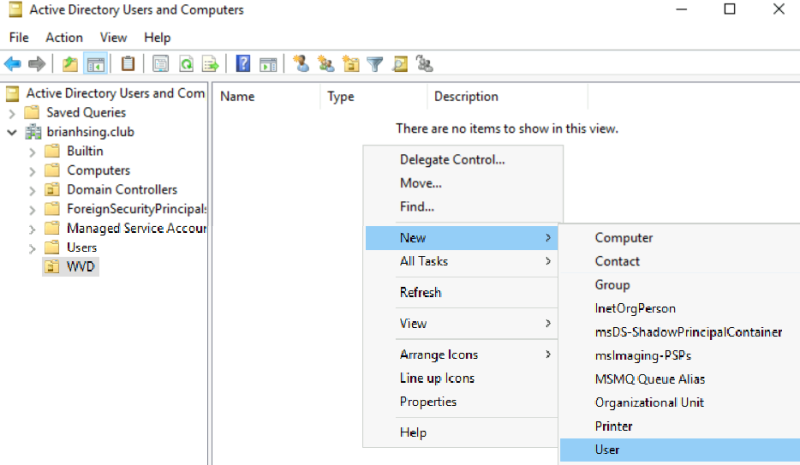 Active Directory Users and Computers
File Action View Help
Active Directory Users and Com
Saved Queries
brianhsing.club
Builtin
Computers
Domain Controllers
ForeignSecurityPrincipals
Managed Service Accour
Users
WVD
Name Type Description
There are no items to show in this view.
Delegate Control...
Move...
Find...
New
All Tasks
Refresh
View
Arrange Icons
Line up Icons
Properties
Help
Computer
Contact
Group
InetOrgPerson
msDS-ShadowPrincipalContainer
msImaging-PSPs
MSMQ Queue Alias
Organizational Unit
Printer
User